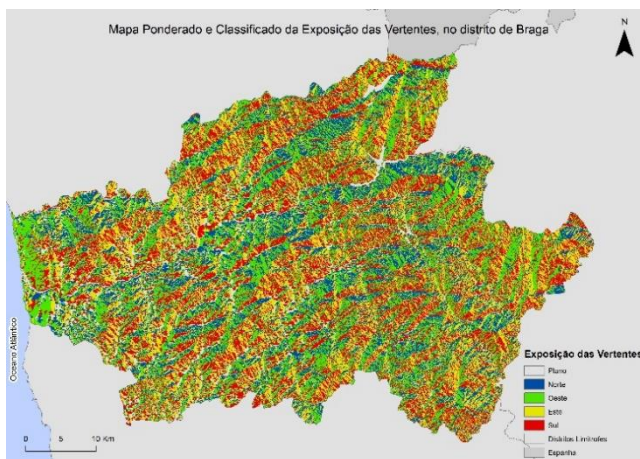 Mapa Ponderado e Classificado da Exposição das Vertentes, no distrito de Braga
N
Oceano Atlântico
Exposição das Vertentes
Plano
Norte
Oeste
Este
Sul
Distritos Limítrofes
Espanha
0 5 10 Km